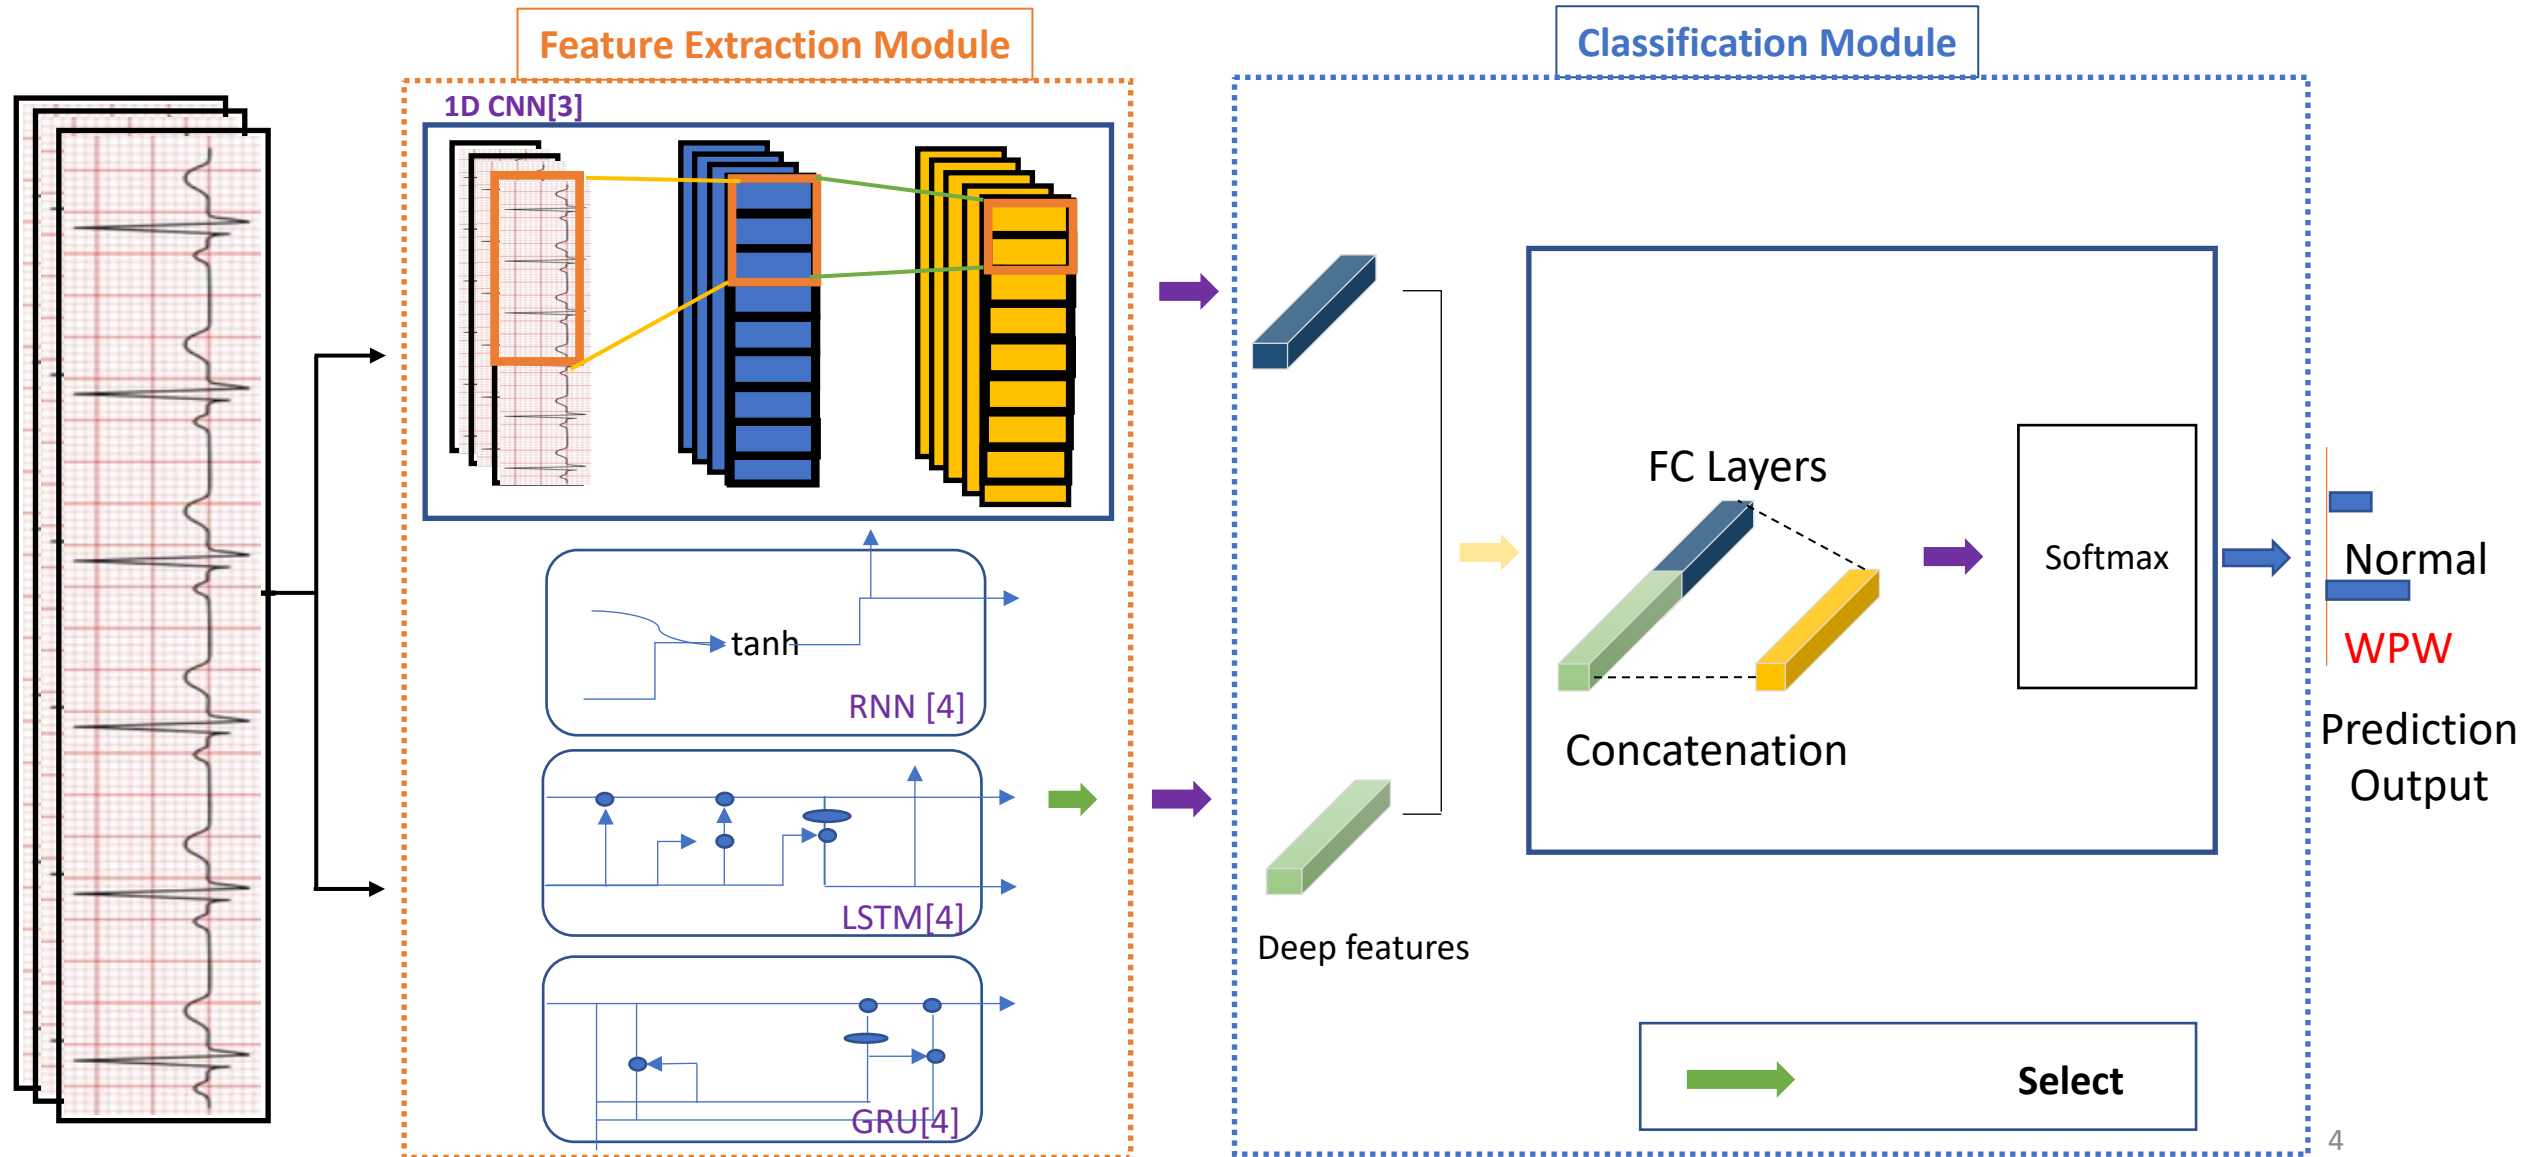 Feature Extraction Module
Classification Module
1D CNN[3]
tanh
RNN [4]
LSTM[4]
GRU[4]
Deep features
FC Layers
Concatenation
Softmax
Normal
WPW
Prediction
Output
Select
4